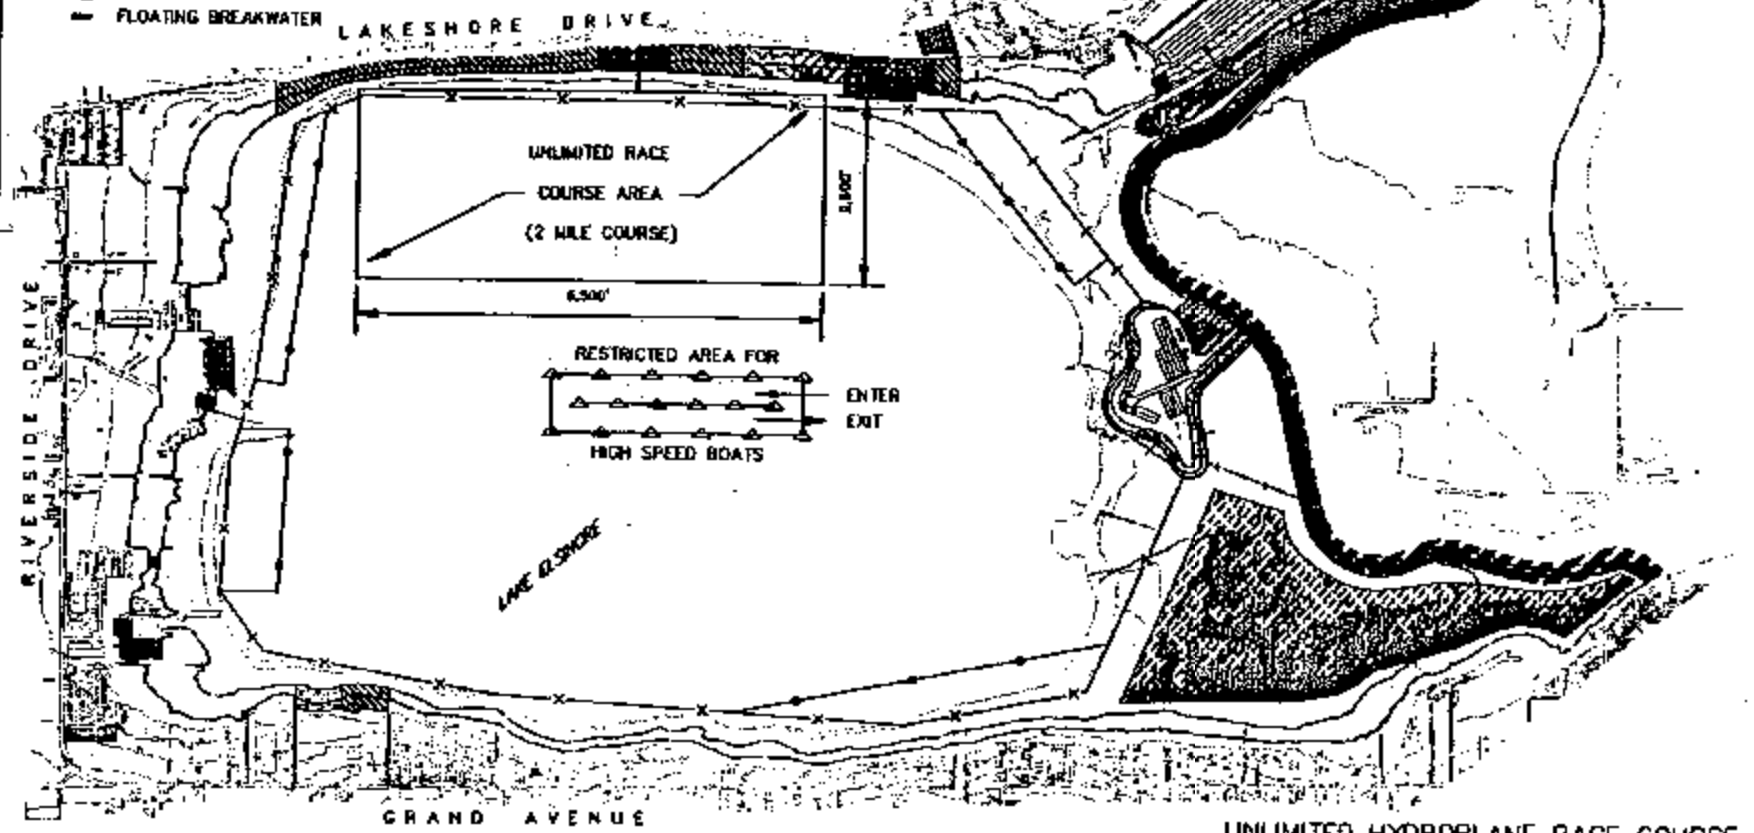 FLOATING BREAKWATER
LAKESHORE DRIVE
UNLIMITED RACE
COURSE AREA
(2 MILE COURSE)
6,500'
RESTRICTED AREA FOR
ENTER
EXIT
HIGH SPEED BOATS
RIVERSIDE DRIVE
LAKE ELSINORE
GRAND AVENUE
UNLIMITED HYDROPLANE RACE COURSE